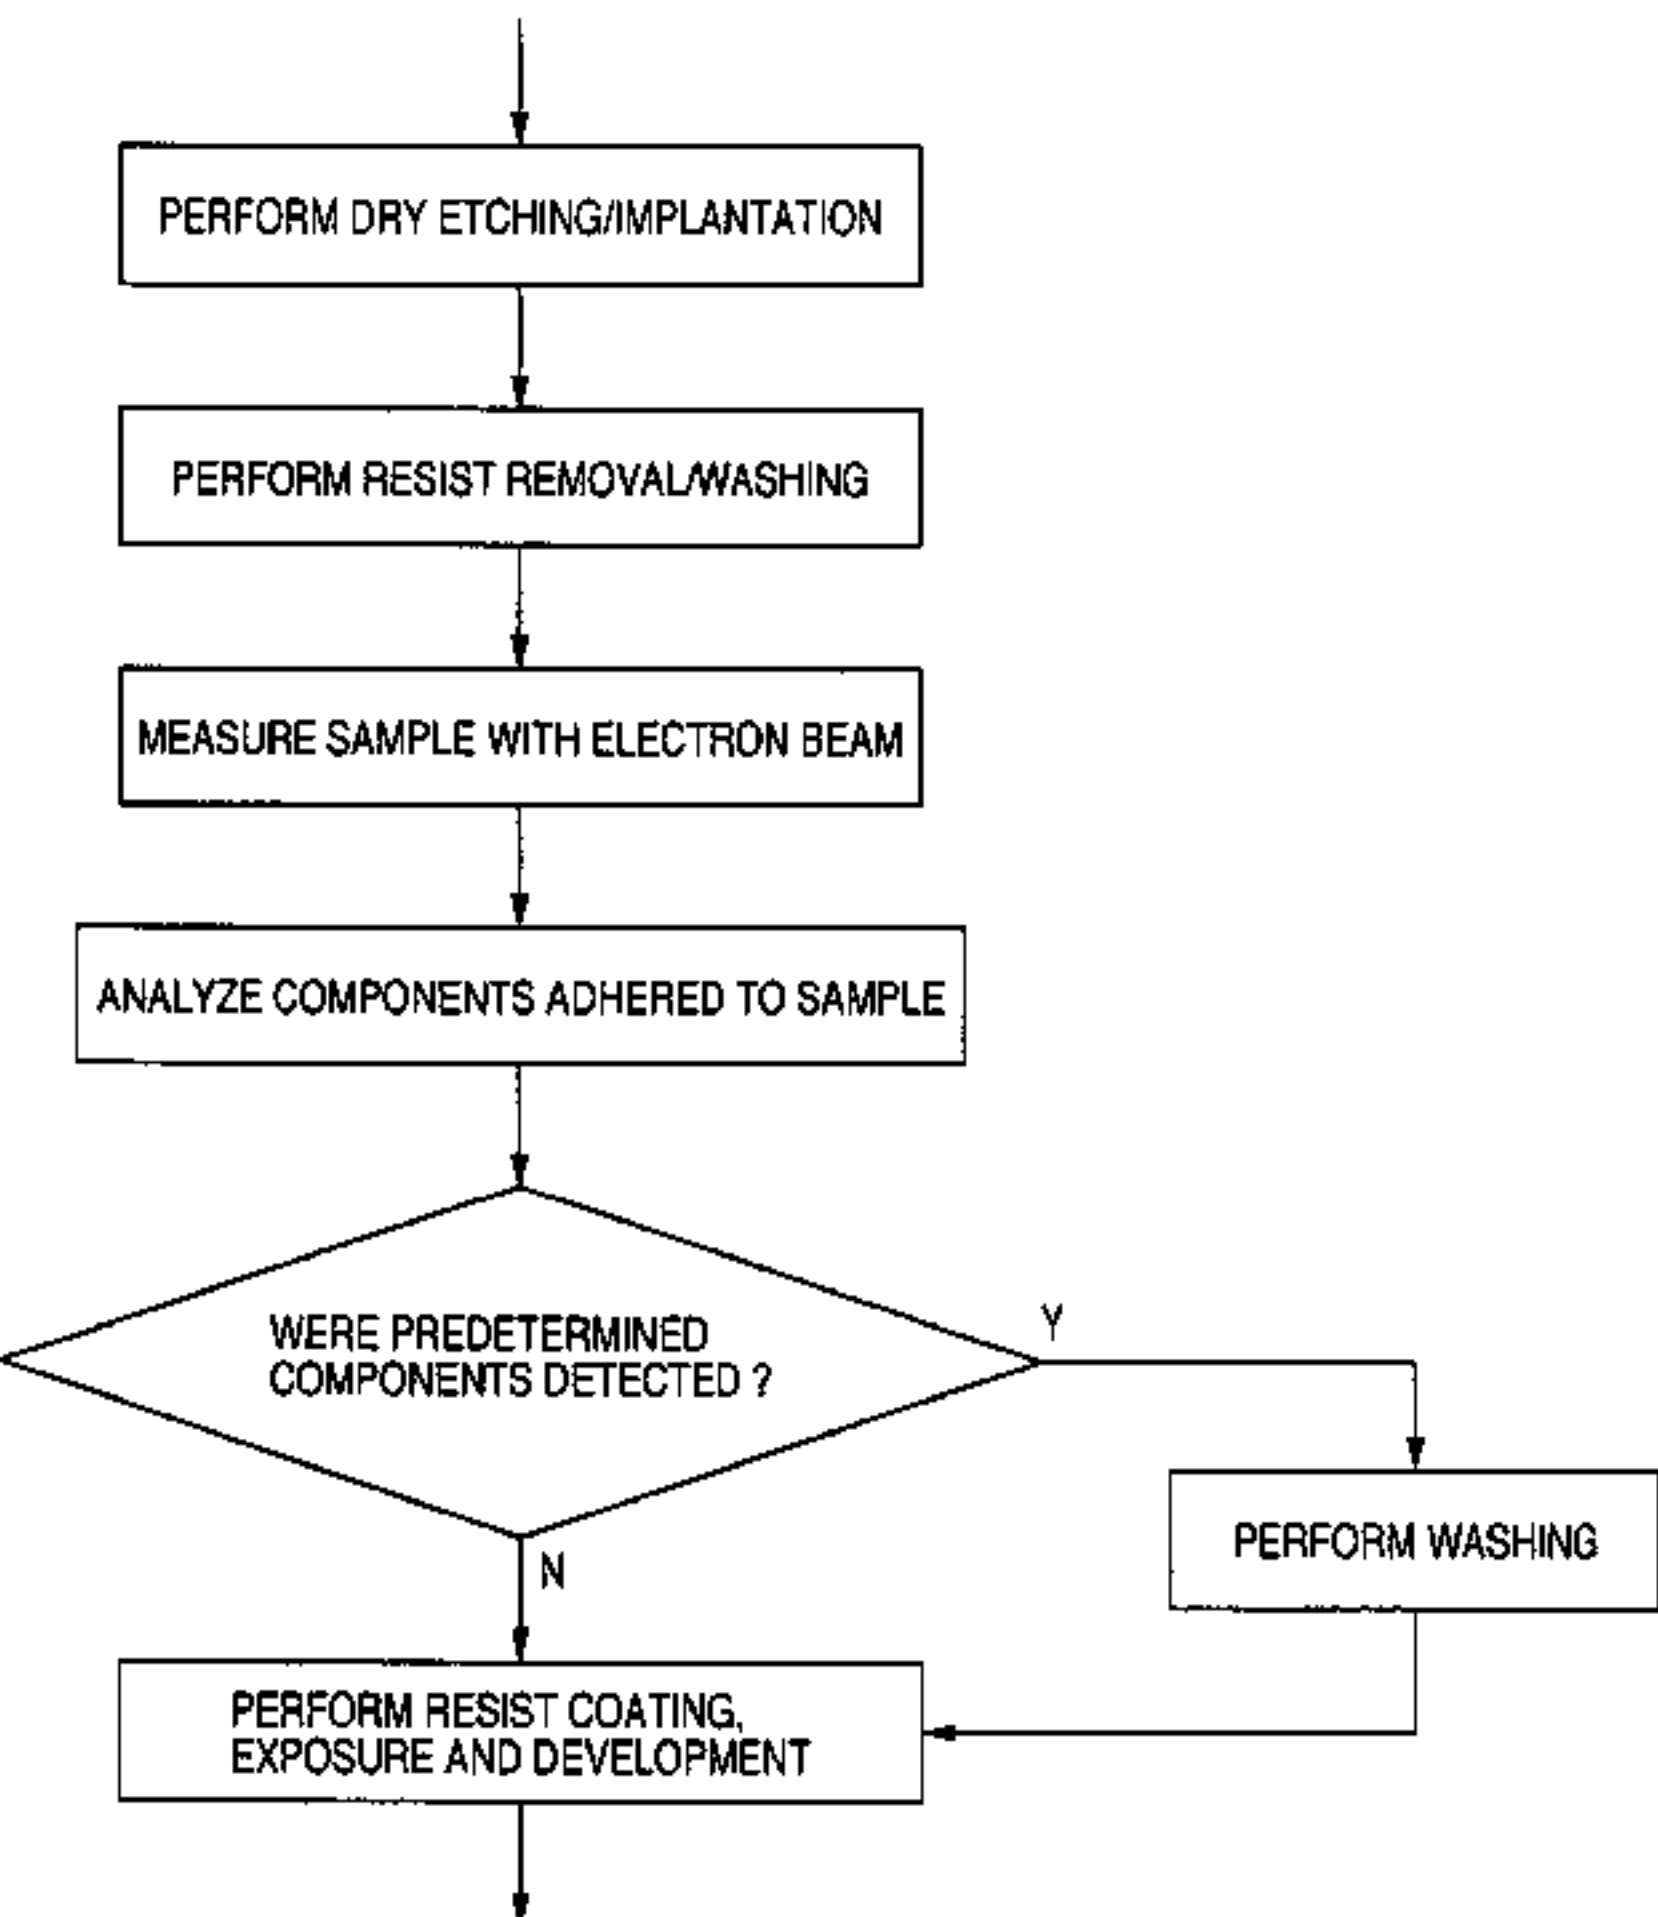 PERFORM DRY ETCHING/IMPLANTATION
PERFORM RESIST REMOVAL/WASHING
MEASURE SAMPLE WITH ELECTRON BEAM
ANALYZE COMPONENTS ADHERED TO SAMPLE
WERE PREDETERMINED
COMPONENTS DETECTED ?
Y
PERFORM WASHING
N
PERFORM RESIST COATING,
EXPOSURE AND DEVELOPMENT